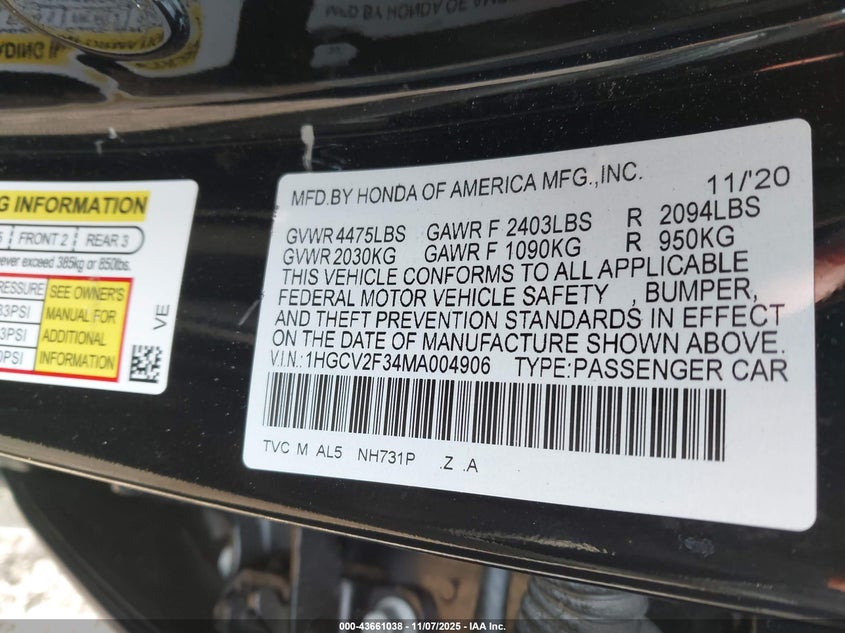 MFD.BY HONDA OF AMERICA MFG.,INC. 11/'20
GVWR 4475LBS GAWR F 2403LBS R 2094LBS
GVWR 2030KG GAWR F 1090KG R 950KG
THIS VEHICLE CONFORMS TO ALL APPLICABLE
FEDERAL MOTOR VEHICLE SAFETY , BUMPER,
AND THEFT PREVENTION STANDARDS IN EFFECT
ON THE DATE OF MANUFACTURE SHOWN ABOVE.
V.I.N.:1HGCV2F34MA004906 TYPE:PASSENGER CAR
TVC M AL5 NH731P .Z .A
INFORMATION
FRONT 2 REAR 3
exceed 385kg or 850lbs.
SEE OWNER'S
MANUAL FOR
ADDITIONAL
INFORMATION
VE
000-43661038 - 11/07/2025 - IAA Inc.